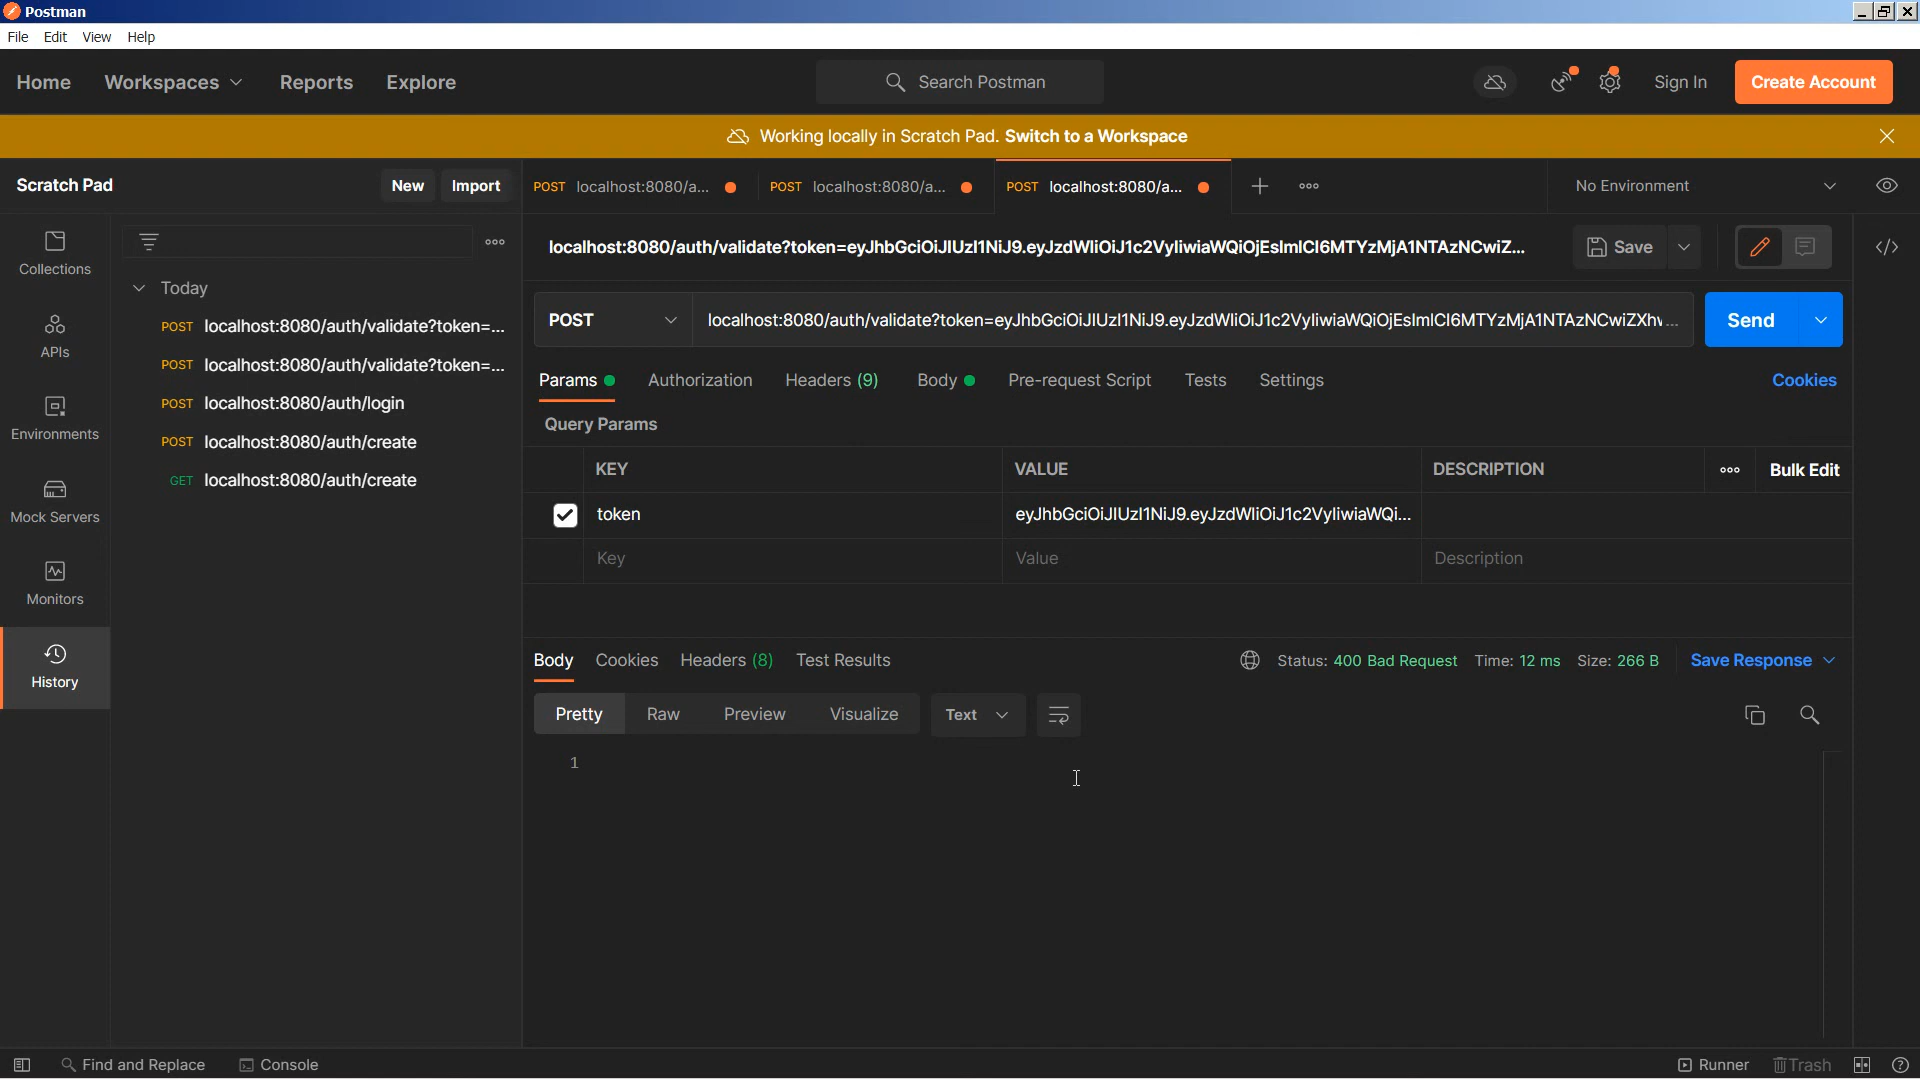 Postman
File Edit View Help
Home Workspaces Reports Explore Search Postman Sign In Create Account
Working locally in Scratch Pad. Switch to a Workspace
Scratch Pad New Import POST localhost:8080/a... POST localhost:8080/a... POST localhost:8080/a... No Environment
Collections
APIs
Environments
Mock Servers
Monitors
History
Today
POST localhost:8080/auth/validate?token=...
POST localhost:8080/auth/validate?token=...
POST localhost:8080/auth/login
POST localhost:8080/auth/create
GET localhost:8080/auth/create
localhost:8080/auth/validate?token=eyJhbGciOiJIUzI1NiJ9.eyJzdWIiOiJ1c2VyIiwiaWQiOjEsImlCI6MTYzMjA1NTAzNCwiZ... Save
POST localhost:8080/auth/validate?token=eyJhbGciOiJIUzI1NiJ9.eyJzdWIiOiJ1c2VyIiwiaWQiOjEsImlCI6MTYzMjA1NTAzNCwiZXhv... Send
Params Authorization Headers (9) Body Pre-request Script Tests Settings Cookies
Query Params
KEY VALUE DESCRIPTION Bulk Edit
token eyJhbGciOiJIUzI1NiJ9.eyJzdWIiOiJ1c2VyIiwiaWQi...
Key Value Description
Body Cookies Headers (8) Test Results Status: 400 Bad Request Time: 12 ms Size: 266 B Save Response
Pretty Raw Preview Visualize Text
1
Find and Replace Console Runner Trash